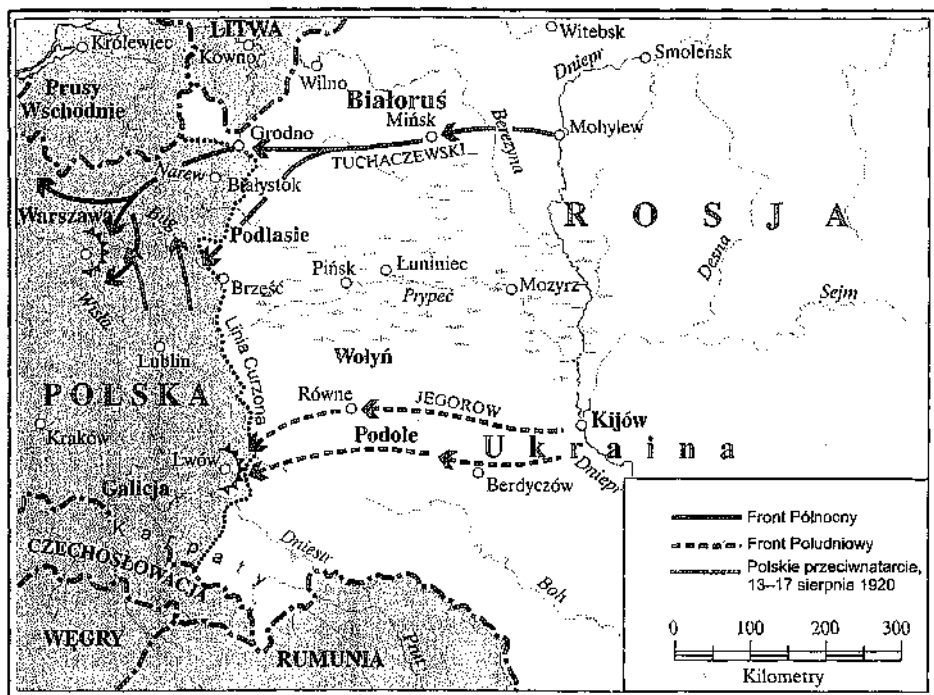 LITWA
Królewiec
Kowno
Witebsk
Smoleńsk
Dniepr
Wilno
Prusy
Wschodnie
Białoruś
Mińsk
Berezyna
Mohylew
Grodno
TUCHACZEWSKI
Narew
Białystok
ROSJA
Warszawa
Bug
Podlasie
Desna
Pińsk
Łuniniec
Brześć
Prypeć
Mozyrz
Sejm
Wisła
Linia Curzona
Lublin
Wołyń
POLSKA
Równe
JEGOROW
Kijów
Kraków
Podole
Ukraina
Lwów
Berdyczów
Dniepr
Galicja
Karpaty
Dniestr
CZECHOSŁOWACJA
Boh
WĘGRY
RUMUNIA
Prut
Front Północny
Front Południowy
Polskie przeciwnatarcie,
13–17 sierpnia 1920
0 100 200 300
Kilometry